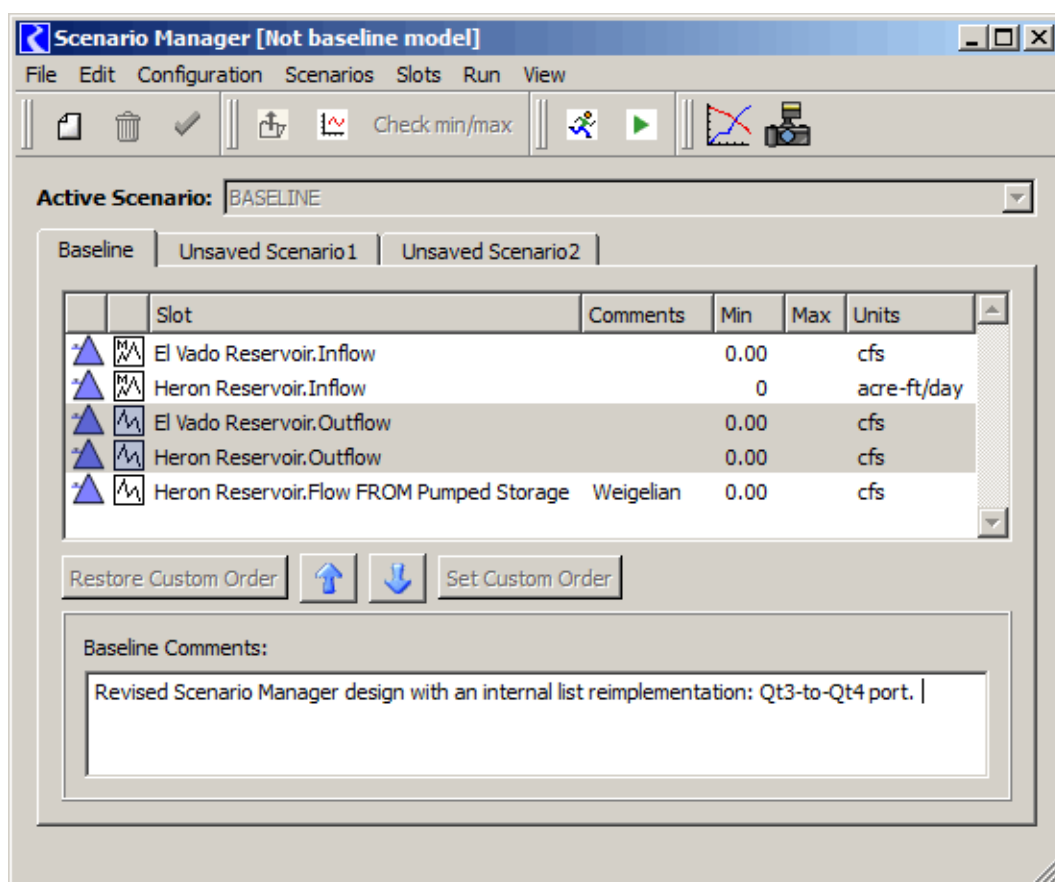 Scenario Manager [Not baseline model]
File Edit Configuration Scenarios Slots Run View
Check min/max
Active Scenario: BASELINE
Baseline Unsaved Scenario1 Unsaved Scenario2
Slot Comments Min Max Units
El Vado Reservoir.Inflow 0.00 cfs
Heron Reservoir.Inflow 0 acre-ft/day
El Vado Reservoir.Outflow 0.00 cfs
Heron Reservoir.Outflow 0.00 cfs
Heron Reservoir.Flow FROM Pumped Storage Weigelian 0.00 cfs
Restore Custom Order Set Custom Order
Baseline Comments:
Revised Scenario Manager design with an internal list reimplementation: Qt3-to-Qt4 port.